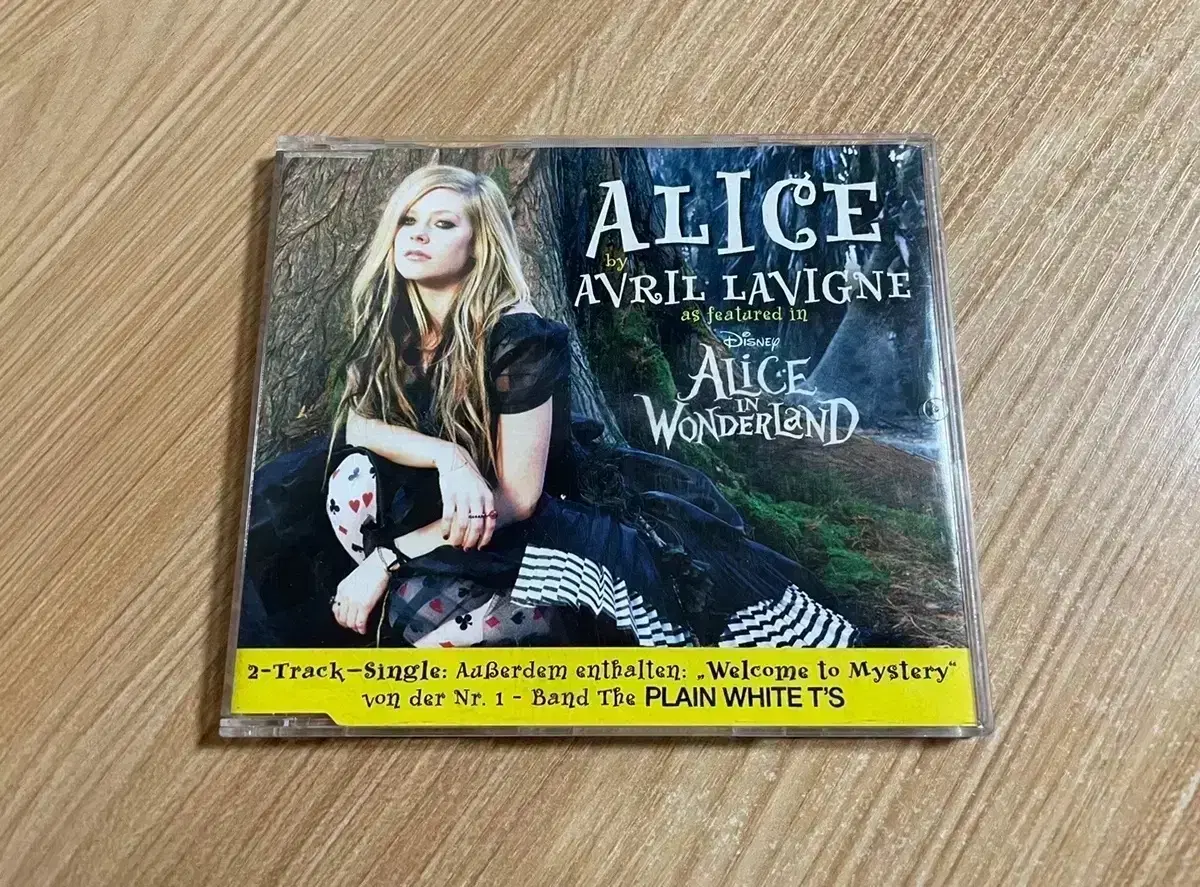 ALICE
by
AVRIL LAVIGNE
as featured in
Disney
ALiCE
IN
WONDERLAND
2-Track-Single: Außerdem enthalten: „Welcome to Mystery“
von der Nr. 1 - Band The PLAIN WHITE T'S